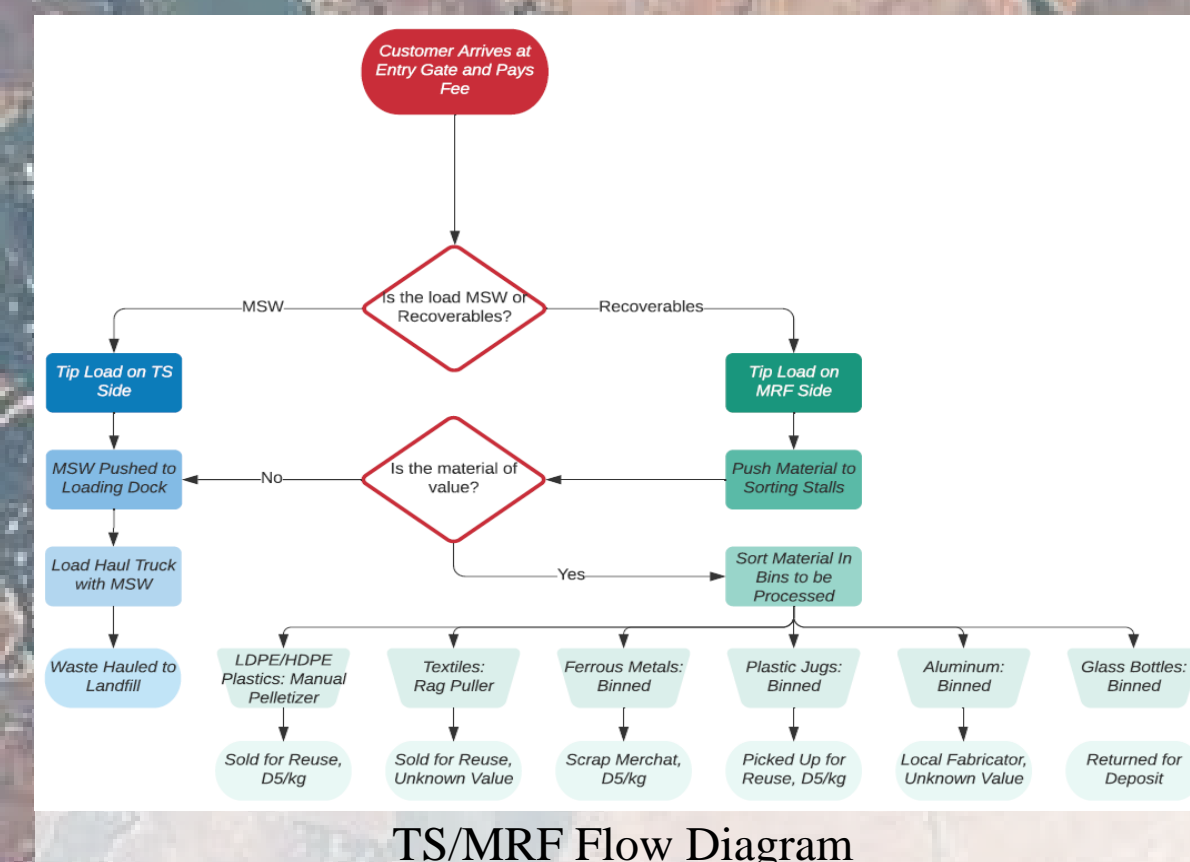 Customer Arrives at
Entry Gate and Pays
Fee
Is the load MSW or
Recoverables?
MSW
Recoverables
Tip Load on TS
Side
Tip Load on
MRF Side
MSW Pushed to
Loading Dock
No
Is the material of
value?
Push Material to
Sorting Stalls
Load Haul Truck
with MSW
Yes
Sort Material In
Bins to be
Processed
Waste Hauled to
Landfill
LDPE/HDPE
Plastics: Manual
Pelletizer
Textiles:
Rag Puller
Ferrous Metals:
Binned
Plastic Jugs:
Binned
Aluminum:
Binned
Glass Bottles:
Binned
Sold for Reuse,
D5/kg
Sold for Reuse,
Unknown Value
Scrap Merchat,
D5/kg
Picked Up for
Reuse, D5/kg
Local Fabricator,
Unknown Value
Returned for
Deposit
TS/MRF Flow Diagram